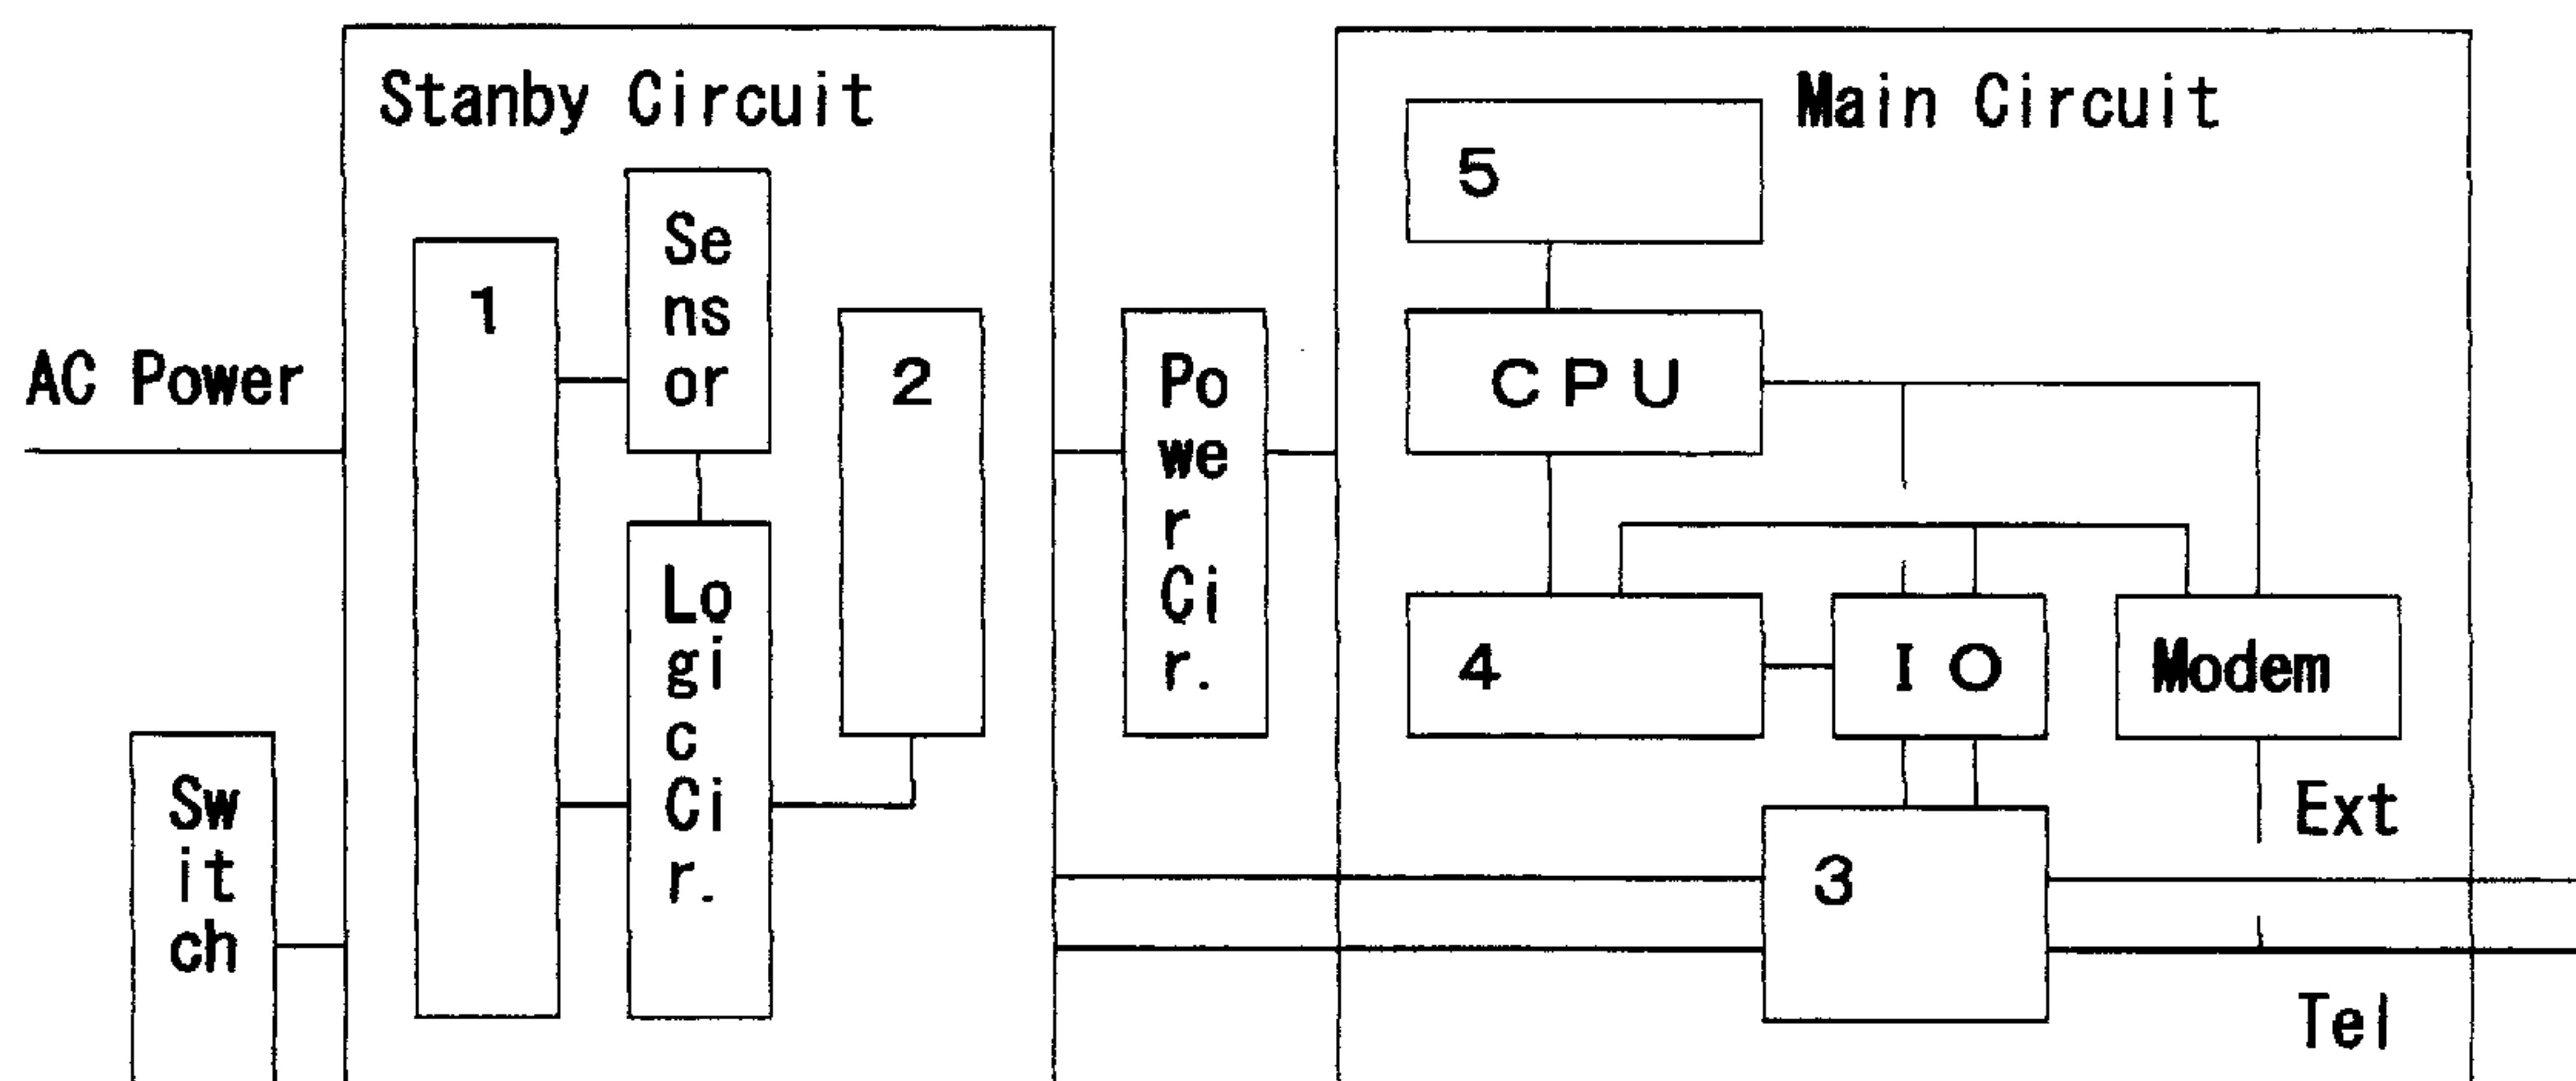 Stanby Circuit
Main Circuit
AC Power
Sw
it
ch
1
Se
ns
or
Lo
gi
c
Ci
r.
2
Po
we
r
Ci
r.
5
CPU
4
IO
Modem
3
Ext
Tel